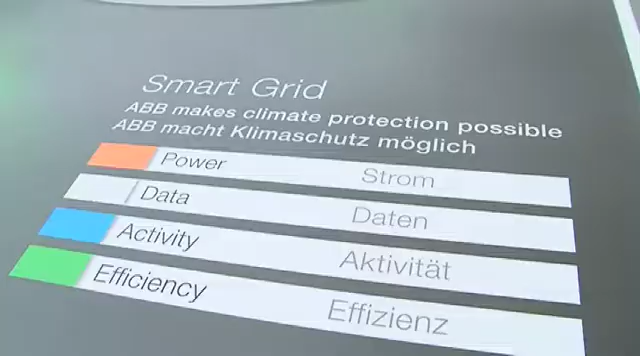 Smart Grid
ABB makes climate protection possible
ABB macht Klimaschutz möglich
Power Strom
Data Daten
Activity Aktivität
Efficiency Effizienz